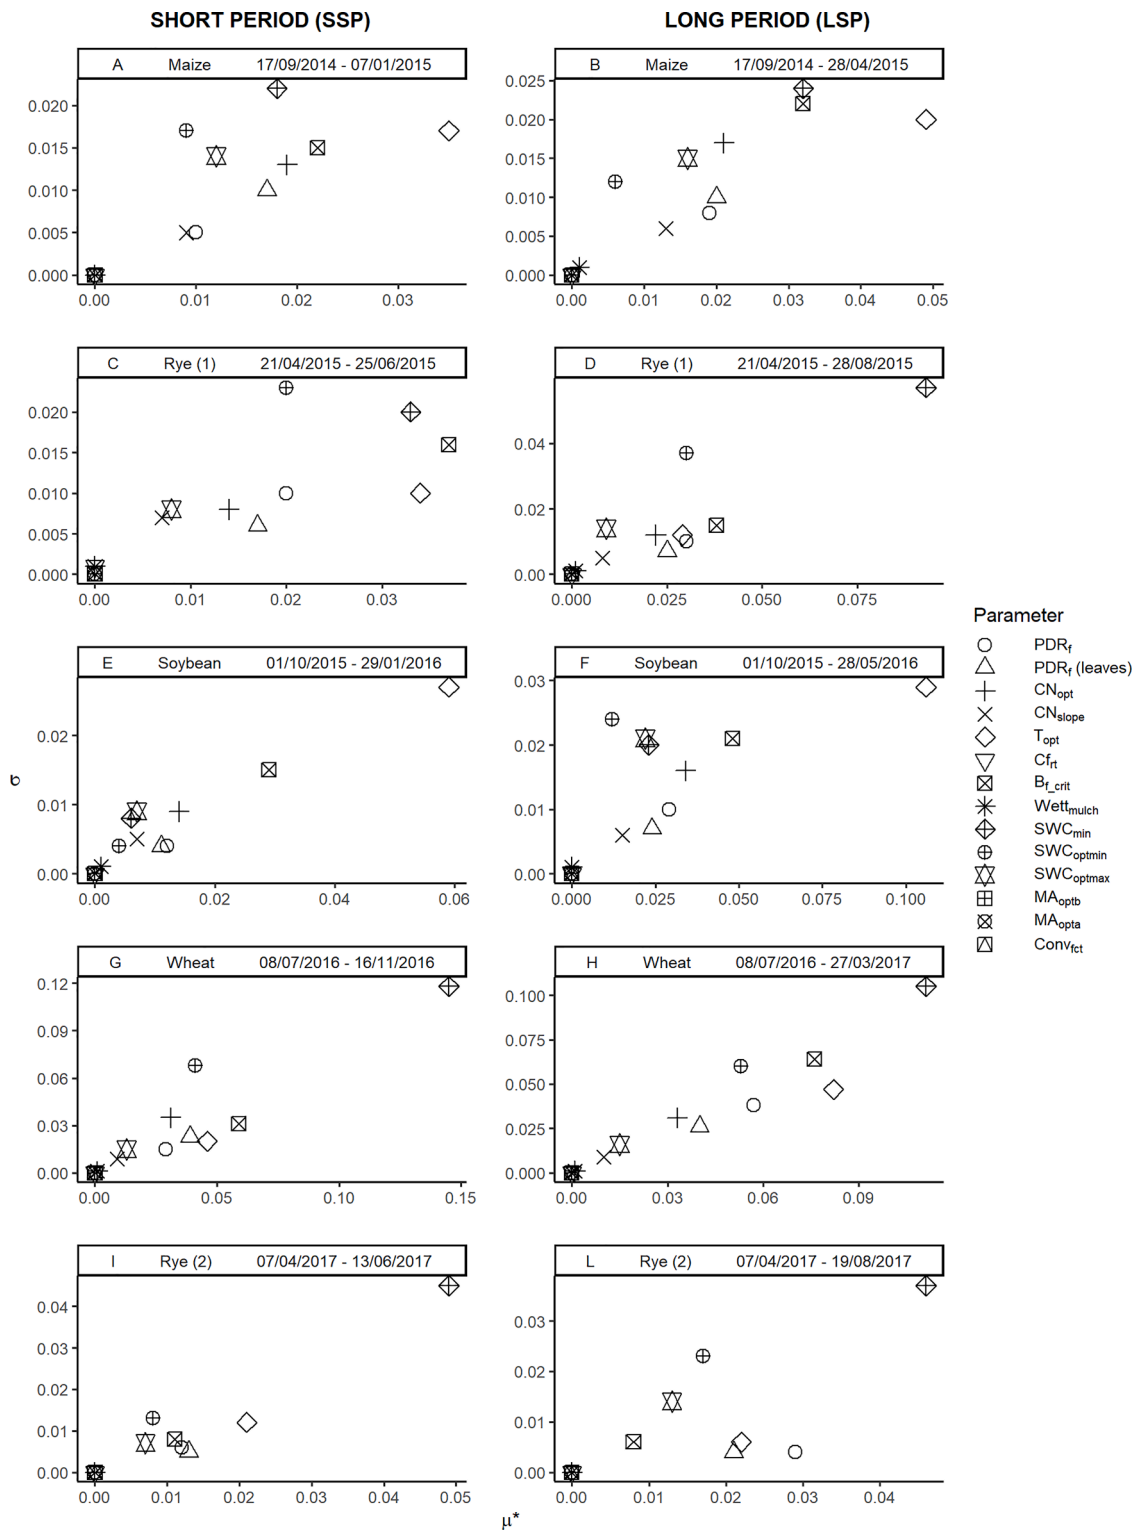 SHORT PERIOD (SSP) LONG PERIOD (LSP)
A Maize 17/09/2014 - 07/01/2015
0.020
0.015
0.010
0.005
0.000
0.00 0.01 0.02 0.03
B Maize 17/09/2014 - 28/04/2015
0.025
0.020
0.015
0.010
0.005
0.000
0.00 0.01 0.02 0.03 0.04 0.05
C Rye (1) 21/04/2015 - 25/06/2015
0.020
0.015
0.010
0.005
0.000
0.00 0.01 0.02 0.03
D Rye (1) 21/04/2015 - 28/08/2015
0.04
0.02
0.00
0.000 0.025 0.050 0.075
E Soybean 01/10/2015 - 29/01/2016
0.02
0.01
0.00
0.00 0.02 0.04 0.06
F Soybean 01/10/2015 - 28/05/2016
0.03
0.02
0.01
0.00
0.000 0.025 0.050 0.075 0.100
G Wheat 08/07/2016 - 16/11/2016
0.12
0.09
0.06
0.03
0.00
0.00 0.05 0.10 0.15
H Wheat 08/07/2016 - 27/03/2017
0.100
0.075
0.050
0.025
0.000
0.00 0.03 0.06 0.09
I Rye (2) 07/04/2017 - 13/06/2017
0.04
0.03
0.02
0.01
0.00
0.00 0.01 0.02 0.03 0.04 0.05
L Rye (2) 07/04/2017 - 19/08/2017
0.03
0.02
0.01
0.00
0.00 0.01 0.02 0.03 0.04
σ
μ*
Parameter
PDRf
PDRf (leaves)
CNopt
CNslope
Topt
Cfrt
Bf_crit
Wettmulch
SWCmin
SWCoptmin
SWCoptmax
MAoptb
MAopta
Convfct